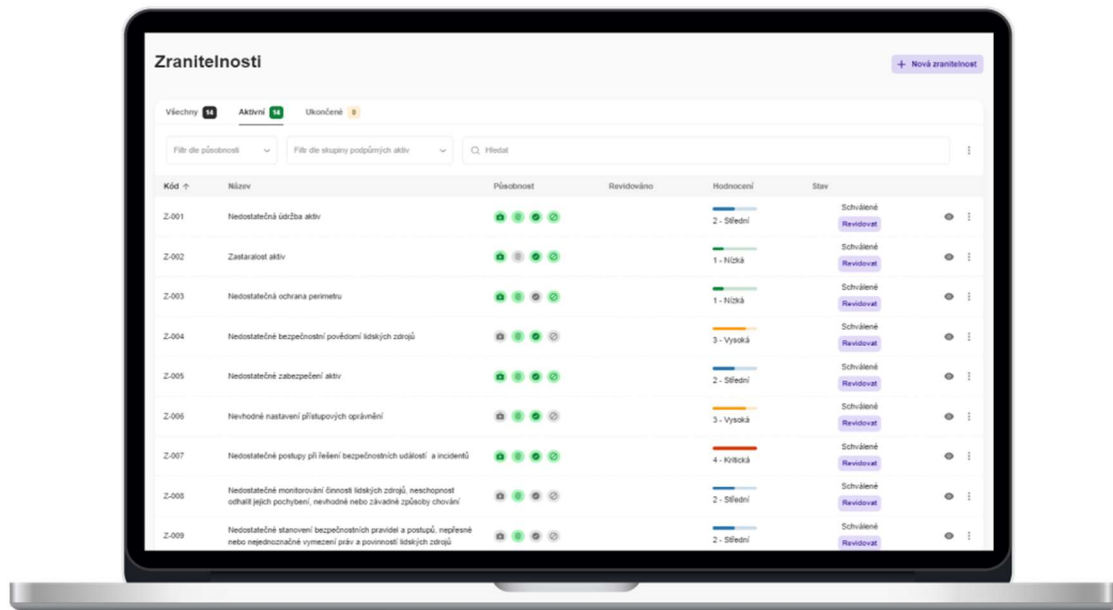 Zranitelnosti
+ Nová zranitelnost
Všechny 14 Aktivní 14 Ukončené 0
Filtr dle působnosti Filtr dle skupiny podpůrných aktiv Hledat
Kód ↑ Název Působnost Revidováno Hodnocení Stav
Z-001 Nedostatečná údržba aktiv 2 - Střední Schválené
Revidovat
Z-002 Zastaralost aktiv 1 - Nízká Schválené
Revidovat
Z-003 Nedostatečná ochrana perimetru 1 - Nízká Schválené
Revidovat
Z-004 Nedostatečné bezpečnostní povědomí lidských zdrojů 3 - Vysoká Schválené
Revidovat
Z-005 Nedostatečné zabezpečení aktiv 2 - Střední Schválené
Revidovat
Z-006 Nevhodné nastavení přístupových oprávnění 3 - Vysoká Schválené
Revidovat
Z-007 Nedostatečné postupy při řešení bezpečnostních událostí a incidentů 4 - Kritická Schválené
Revidovat
Z-008 Nedostatečné monitorování činnosti lidských zdrojů, neschopnost 2 - Střední Schválené
odhalit jejich pochybení, nevhodné nebo závadné způsoby chování Revidovat
Z-009 Nedostatečné stanovení bezpečnostních pravidel a postupů, nepřesné 2 - Střední Schválené
nebo nejednoznačné vymezení práv a povinností lidských zdrojů Revidovat